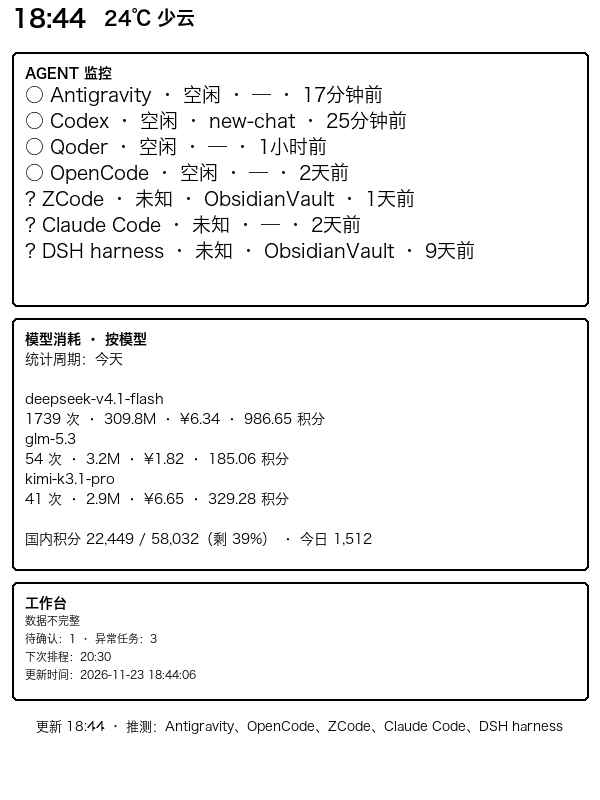 18:44 24℃ 少云
AGENT 监控
○ Antigravity · 空闲 · — · 17分钟前
○ Codex · 空闲 · new-chat · 25分钟前
○ Qoder · 空闲 · — · 1小时前
○ OpenCode · 空闲 · — · 2天前
? ZCode · 未知 · ObsidianVault · 1天前
? Claude Code · 未知 · — · 2天前
? DSH harness · 未知 · ObsidianVault · 9天前
模型消耗 · 按模型
统计周期：今天
deepseek-v4.1-flash
1739 次 · 309.8M · ¥6.34 · 986.65 积分
glm-5.3
54 次 · 3.2M · ¥1.82 · 185.06 积分
kimi-k3.1-pro
41 次 · 2.9M · ¥6.65 · 329.28 积分
国内积分 22,449 / 58,032（剩 39%） · 今日 1,512
工作台
数据不完整
待确认：1 · 异常任务：3
下次排程：20:30
更新时间：2026-11-23 18:44:06
更新 18:44 · 推测：Antigravity、OpenCode、ZCode、Claude Code、DSH harness